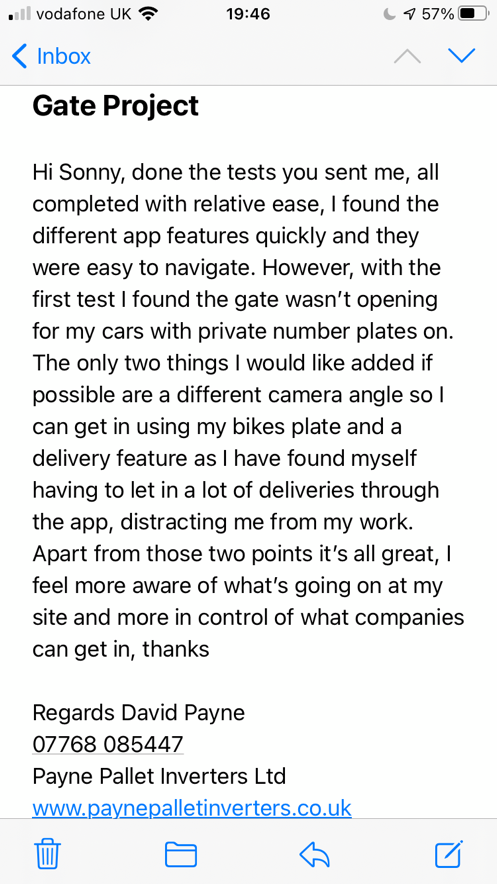 vodafone UK 19:46 57%
Inbox
Gate Project
Hi Sonny, done the tests you sent me, all
completed with relative ease, I found the
different app features quickly and they
were easy to navigate. However, with the
first test I found the gate wasn’t opening
for my cars with private number plates on.
The only two things I would like added if
possible are a different camera angle so I
can get in using my bikes plate and a
delivery feature as I have found myself
having to let in a lot of deliveries through
the app, distracting me from my work.
Apart from those two points it’s all great, I
feel more aware of what’s going on at my
site and more in control of what companies
can get in, thanks
Regards David Payne
07768 085447
Payne Pallet Inverters Ltd
www.paynepalletinverters.co.uk